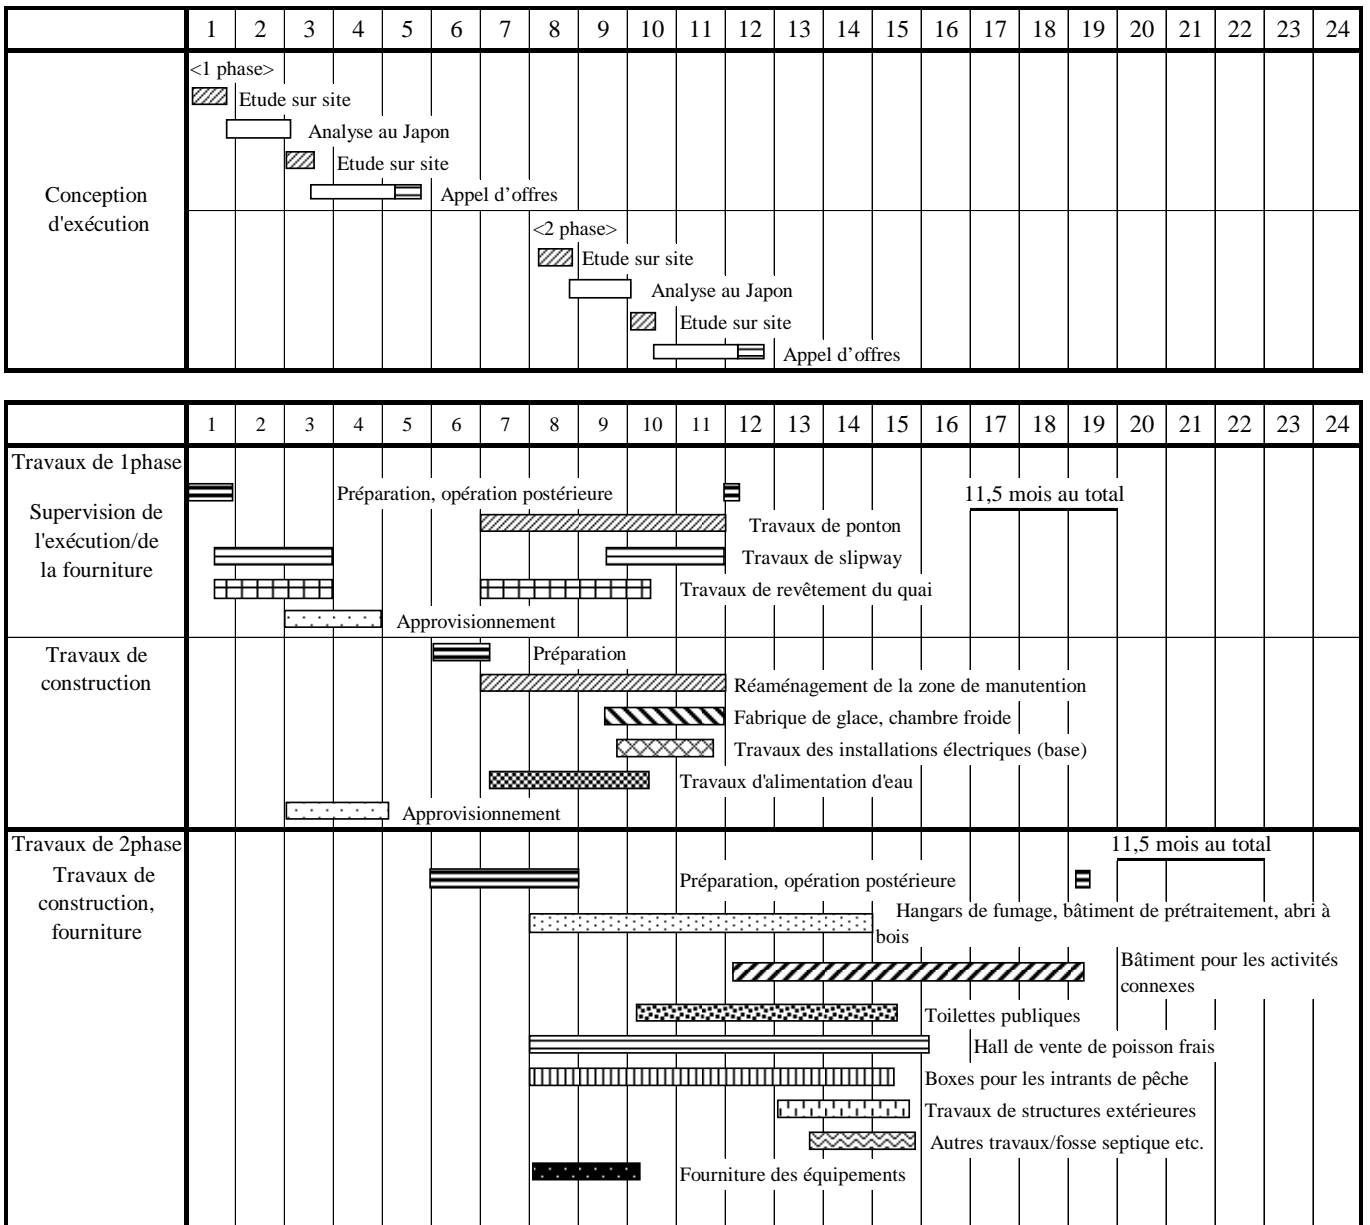 1 2 3 4 5 6 7 8 9 10 11 12 13 14 15 16 17 18 19 20 21 22 23 24
<1 phase>
Etude sur site
Analyse au Japon
Etude sur site
Appel d'offres
Conception
d'exécution
<2 phase>
Etude sur site
Analyse au Japon
Etude sur site
Appel d'offres
1 2 3 4 5 6 7 8 9 10 11 12 13 14 15 16 17 18 19 20 21 22 23 24
Travaux de 1phase
Supervision de
l'exécution/de
la fourniture
Préparation, opération postérieure
11,5 mois au total
Travaux de ponton
Travaux de slipway
Travaux de revêtement du quai
Approvisionnement
Travaux de
construction
Préparation
Réaménagement de la zone de manutention
Fabrique de glace, chambre froide
Travaux des installations électriques (base)
Travaux d'alimentation d'eau
Approvisionnement
Travaux de 2phase
Travaux de
construction,
fourniture
11,5 mois au total
Préparation, opération postérieure
Hangars de fumage, bâtiment de prétraitement, abri à
bois
Bâtiment pour les activités
connexes
Toilettes publiques
Hall de vente de poisson frais
Boxes pour les intrants de pêche
Travaux de structures extérieures
Autres travaux/fosse septique etc.
Fourniture des équipements